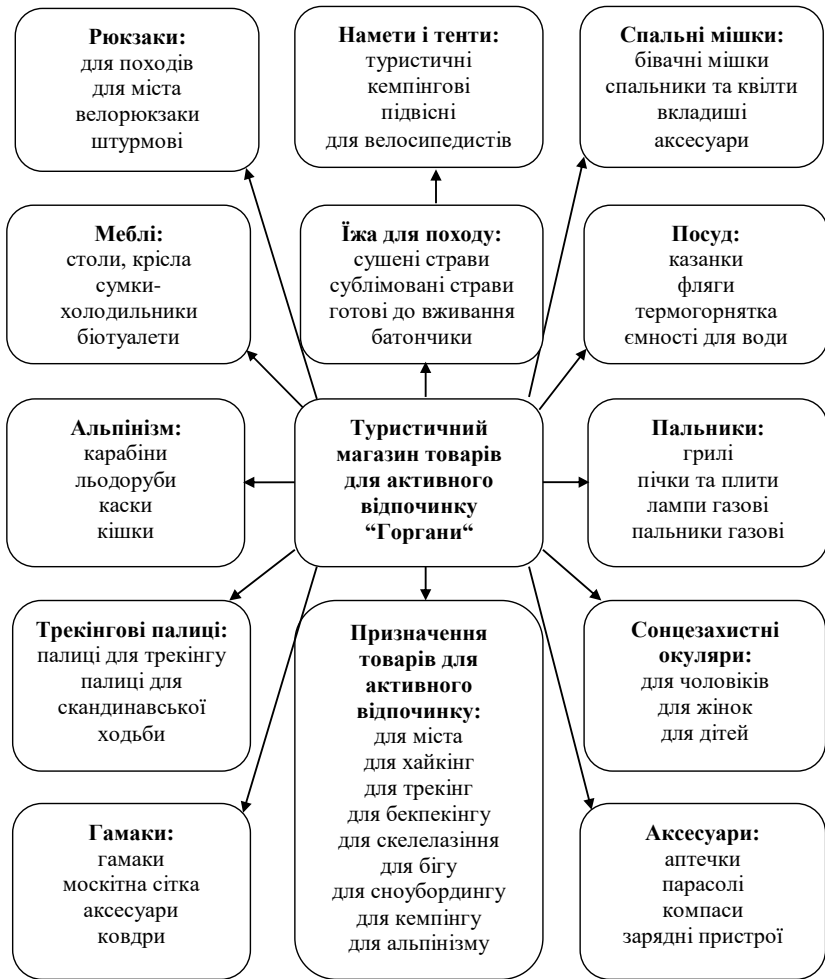 Рюкзаки:
для походів
для міста
велорюкзаки
штурмові
Намети і тенти:
туристичні
кемпінгові
підвісні
для велосипедистів
Спальні мішки:
бівачні мішки
спальники та квілти
вкладиші
аксесуари
Меблі:
столи, крісла
сумки-
холодильники
біотуалети
Їжа для походу:
сушені страви
сублімовані страви
готові до вживання
батончики
Посуд:
казанки
фляги
термогорнятка
ємності для води
Альпінізм:
карабіни
льодоруби
каски
кішки
Туристичний
магазин товарів
для активного
відпочинку
“Горгани“
Пальники:
грилі
пічки та плити
лампи газові
пальники газові
Трекінгові палиці:
палиці для трекінгу
палиці для
скандинавської
ходьби
Призначення
товарів для
активного
відпочинку:
для міста
для хайкінг
для трекінг
для бекпекінгу
для скелелазіння
для бігу
для сноубордингу
для кемпінгу
для альпінізму
Сонцезахистні
окуляри:
для чоловіків
для жінок
для дітей
Гамаки:
гамаки
москітна сітка
аксесуари
ковдри
Аксесуари:
аптечки
парасолі
компаси
зарядні пристрої